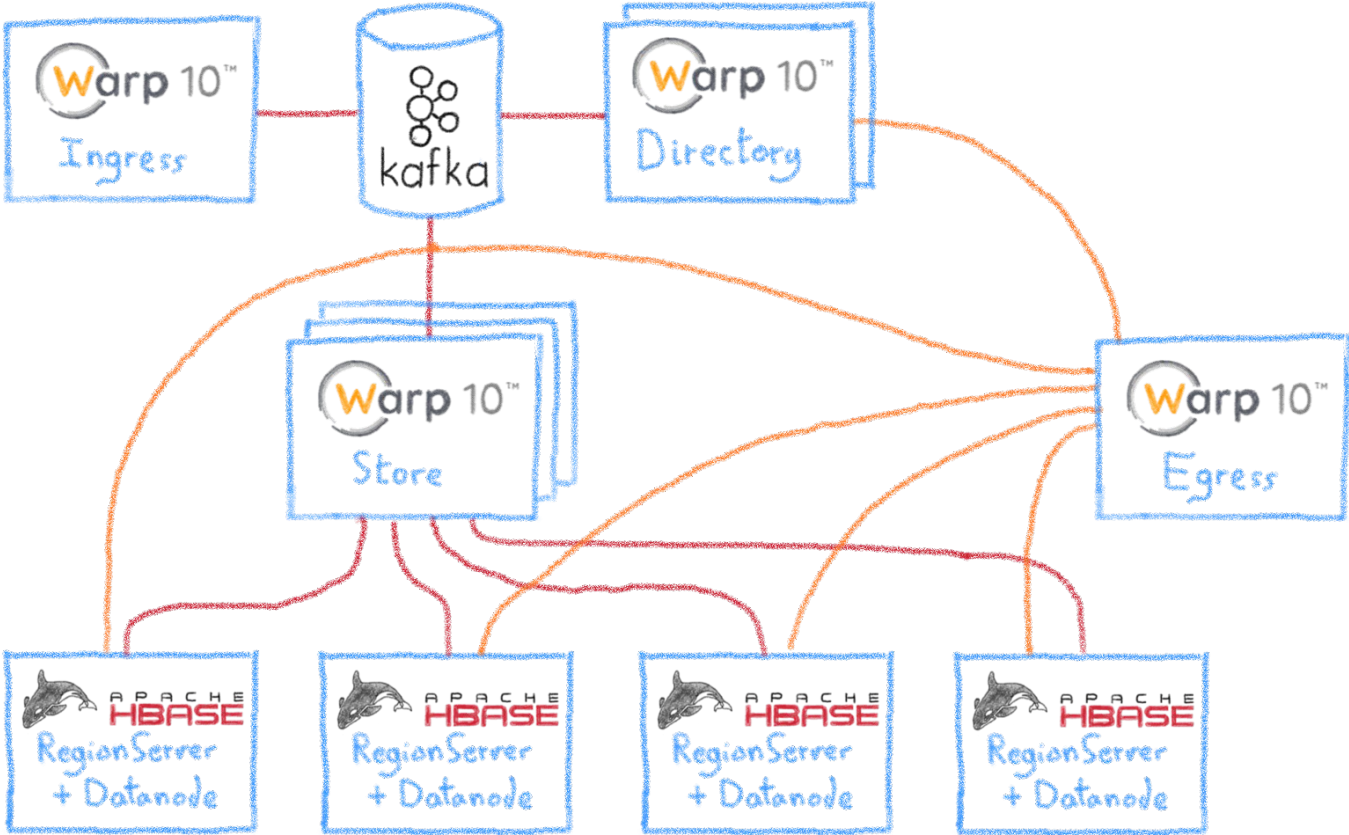 Warp 10™
Ingress
kafka
Warp 10™
Directory
Warp 10™
Store
Warp 10™
Egress
APACHE
HBASE
RegionServer
+ Datanode
APACHE
HBASE
RegionServer
+ Datanode
APACHE
HBASE
RegionServer
+ Datanode
APACHE
HBASE
RegionServer
+ Datanode